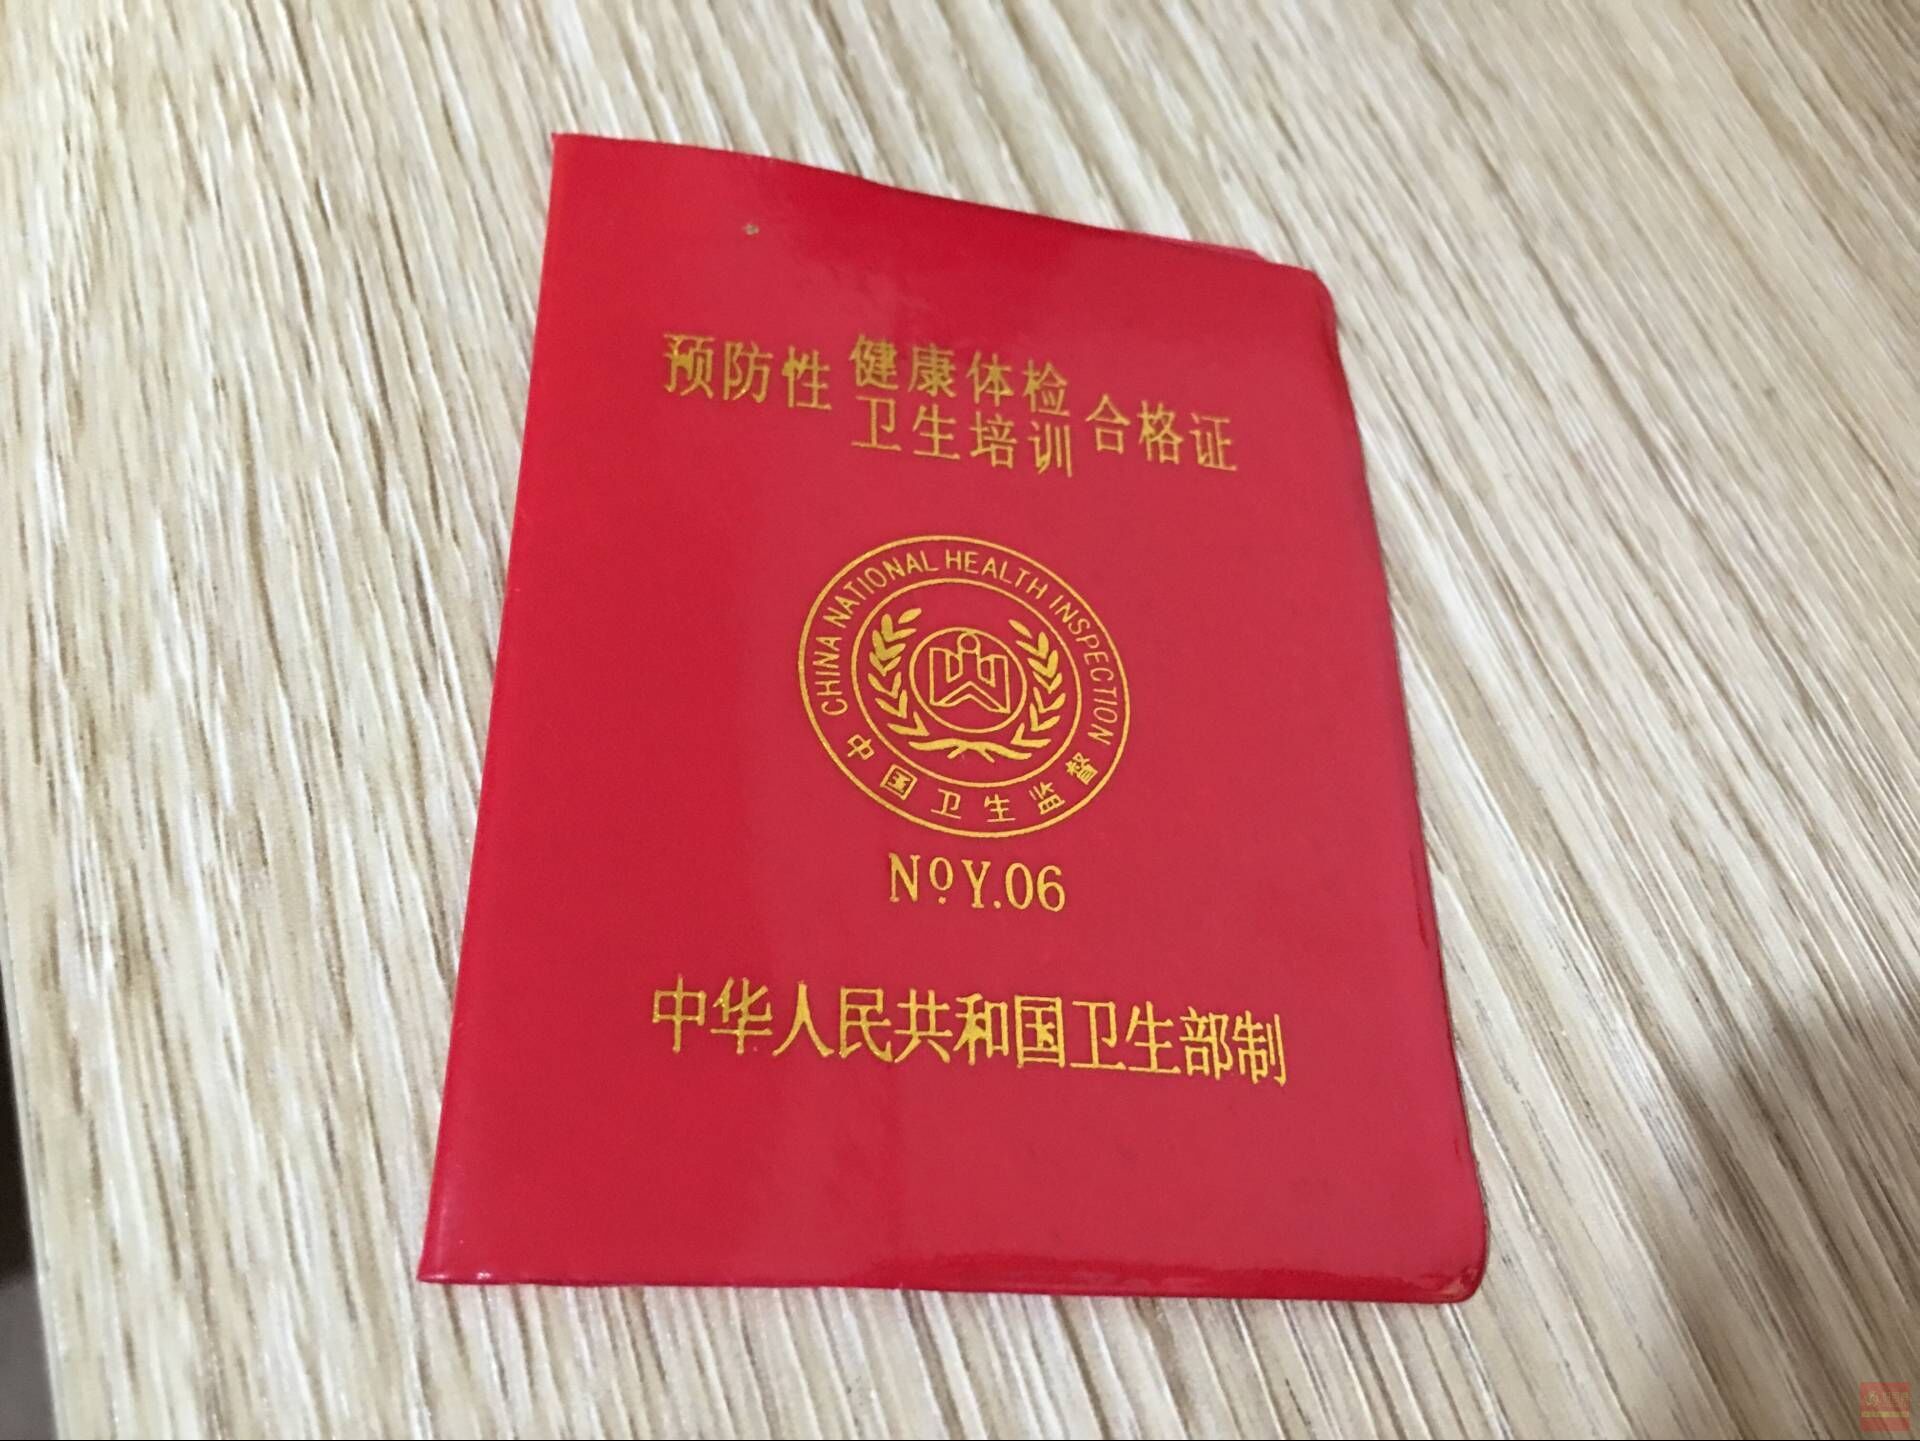 预防性 健康体检 合格证
卫生培训
CHINA NATIONAL HEALTH INSPECTION
中国卫生监督
No Y.06
中华人民共和国卫生部制